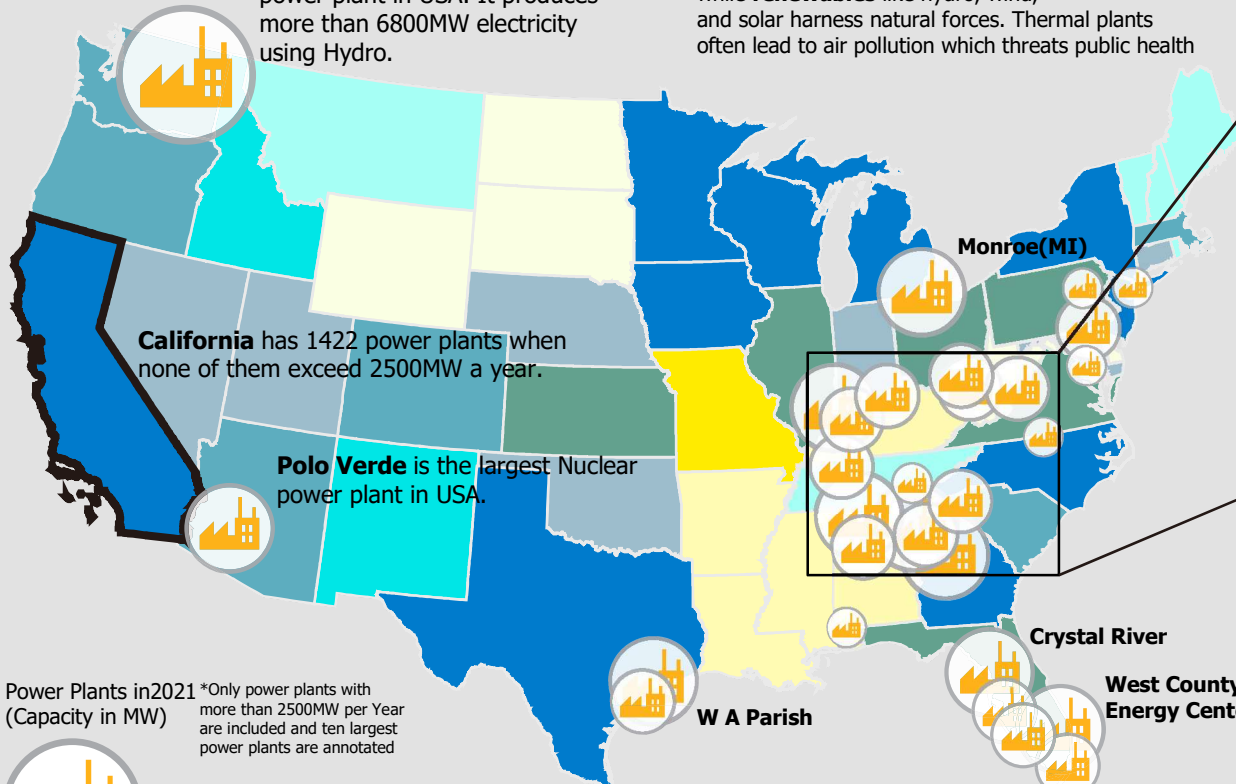 power plant in USA. It produces
more than 6800MW electricity
using Hydro.
and solar harness natural forces. Thermal plants
often lead to air pollution which threats public health
Monroe(MI)
California has 1422 power plants when
none of them exceed 2500MW a year.
Polo Verde is the largest Nuclear
power plant in USA.
Crystal River
West County
Energy Cent
W A Parish
Power Plants in2021
(Capacity in MW)
*Only power plants with
more than 2500MW per Year
are included and ten largest
power plants are annotated